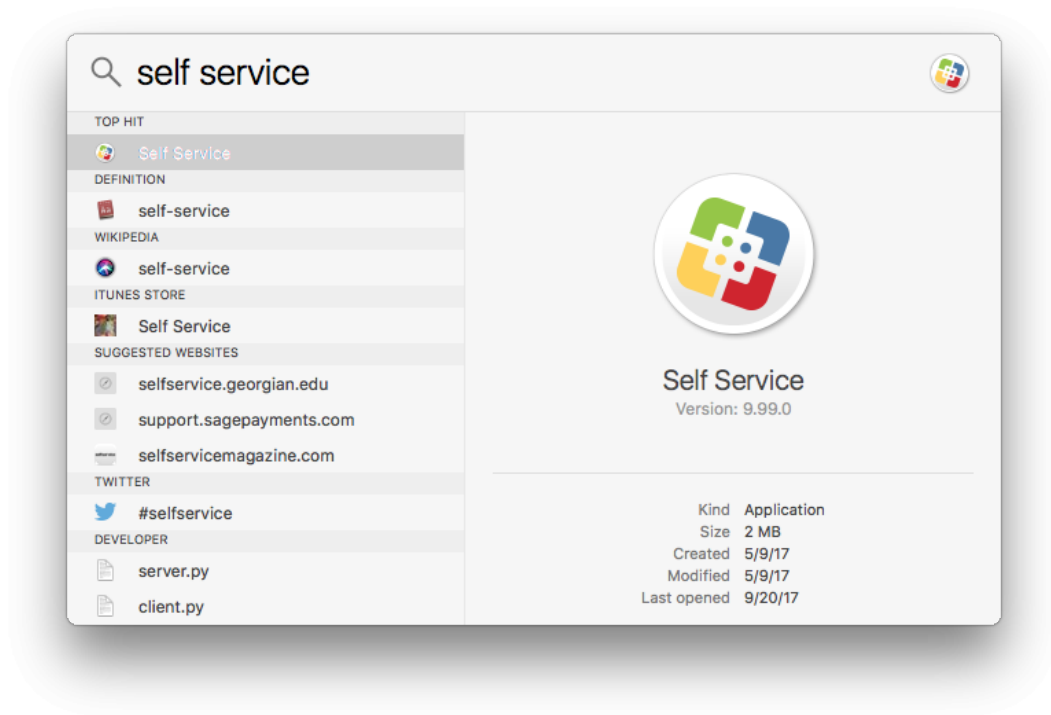 self service
TOP HIT
Self Service
DEFINITION
self-service
WIKIPEDIA
self-service
ITUNES STORE
Self Service
SUGGESTED WEBSITES
selfservice.georgian.edu
support.sagepayments.com
selfservicemagazine.com
TWITTER
#selfservice
DEVELOPER
server.py
client.py
Self Service
Version: 9.99.0
Kind Application
Size 2 MB
Created 5/9/17
Modified 5/9/17
Last opened 9/20/17